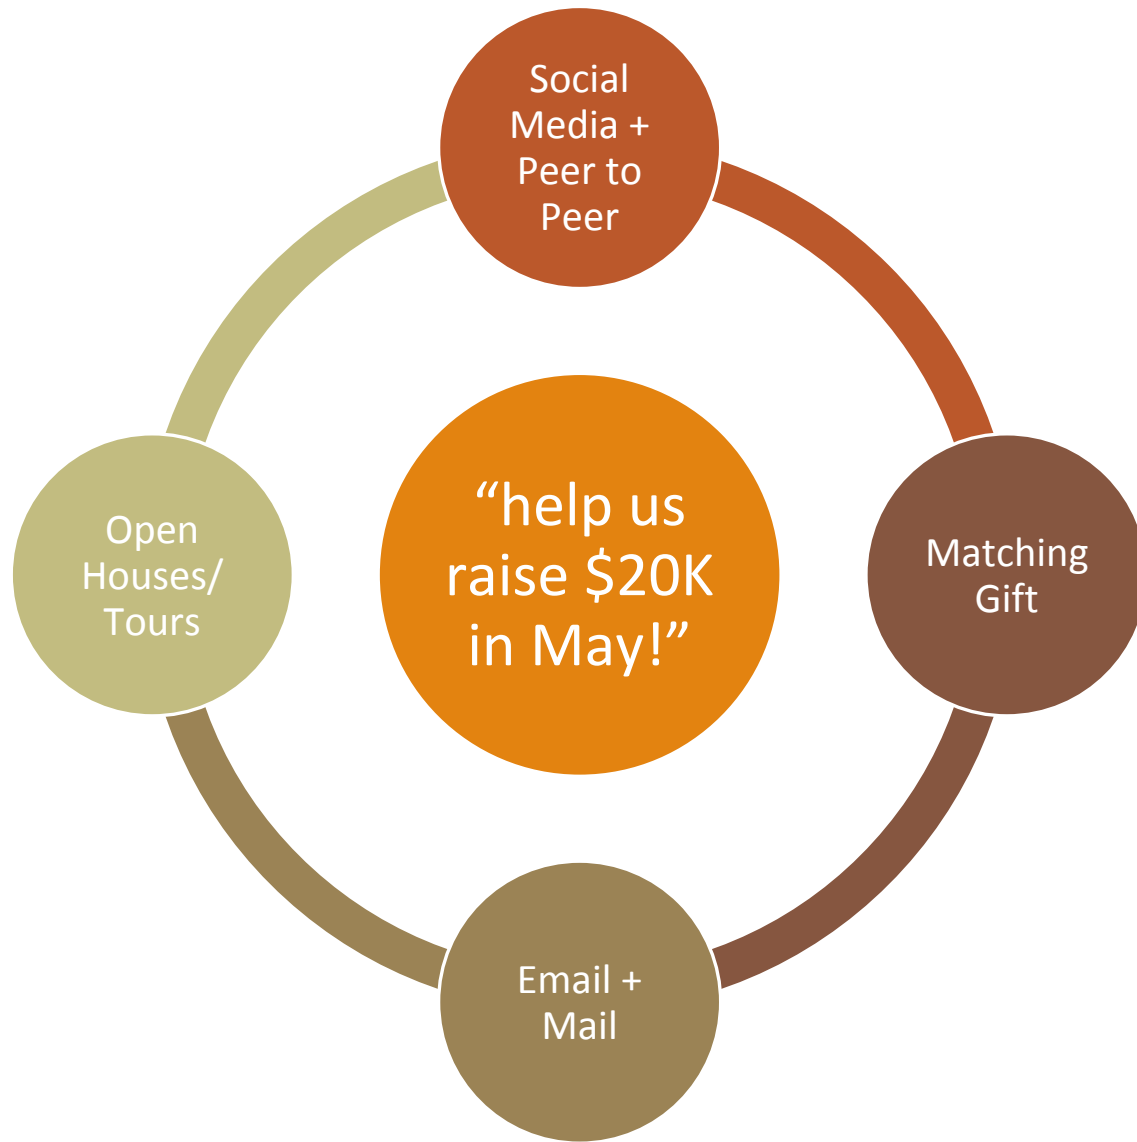 Social
Media +
Peer to
Peer
Open
Houses/
Tours
“help us
raise $20K
in May!”
Matching
Gift
Email +
Mail